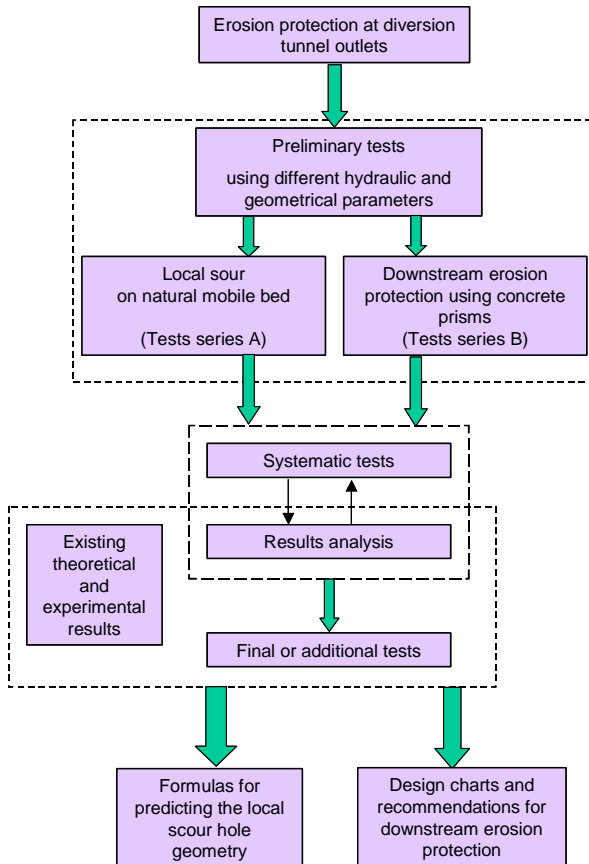 Erosion protection at diversion
tunnel outlets
Preliminary tests
using different hydraulic and
geometrical parameters
Local sour
on natural mobile bed
(Tests series A)
Downstream erosion
protection using concrete
prisms
(Tests series B)
Systematic tests
Results analysis
Existing
theoretical
and
experimental
results
Final or additional tests
Formulas for
predicting the local
scour hole
geometry
Design charts and
recommendations for
downstream erosion
protection